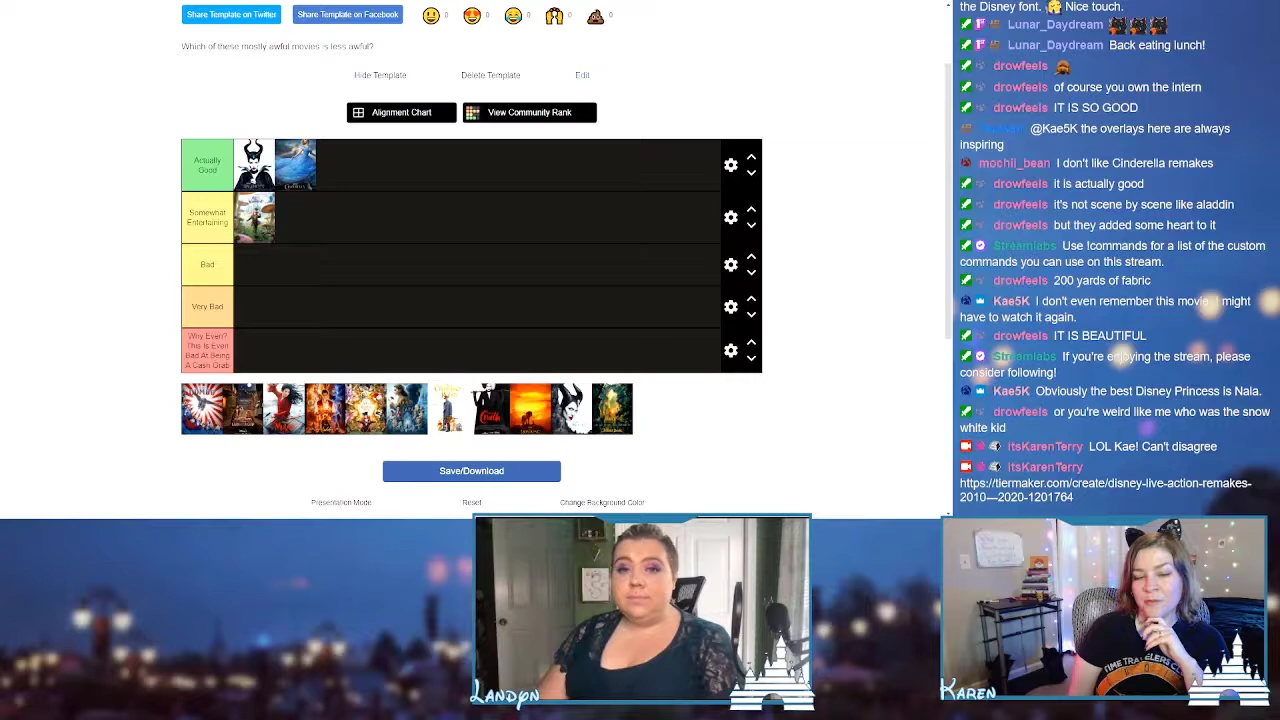 Share Template on Twitter
Share Template on Facebook
0
0
0
0
0
Which of these mostly awful movies is less awful?
Hide Template
Delete Template
Edit
Alignment Chart
View Community Rank
Actually
Good
Somewhat
Entertaining
Bad
Very Bad
Why Even?
This Is Even
Bad At Being
A Cash Grab
Save/Download
Presentation Mode
Reset
Change Background Color
the Disney font. Nice touch.
Lunar_Daydream
Lunar_Daydream Back eating lunch!
drowfeels
drowfeels of course you own the intern
drowfeels IT IS SO GOOD
@Kae5K the overlays here are always
inspiring
mochii_bean I don't like Cinderella remakes
drowfeels it is actually good
drowfeels it's not scene by scene like aladdin
drowfeels but they added some heart to it
Streamlabs Use !commands for a list of the custom
commands you can use on this stream.
drowfeels 200 yards of fabric
Kae5K I don't even remember this movie. I might
have to watch it again.
drowfeels IT IS BEAUTIFUL
Streamlabs If you're enjoying the stream, please
consider following!
Kae5K Obviously the best Disney Princess is Nala.
drowfeels Or you're weird like me who was the snow
white kid
itsKarenTerry LOL Kae! Can't disagree
itsKarenTerry
https://tiermaker.com/create/disney-live-action-remakes-
2010---2020-1201764
TIME TRAVELERS
Landyn
Karen